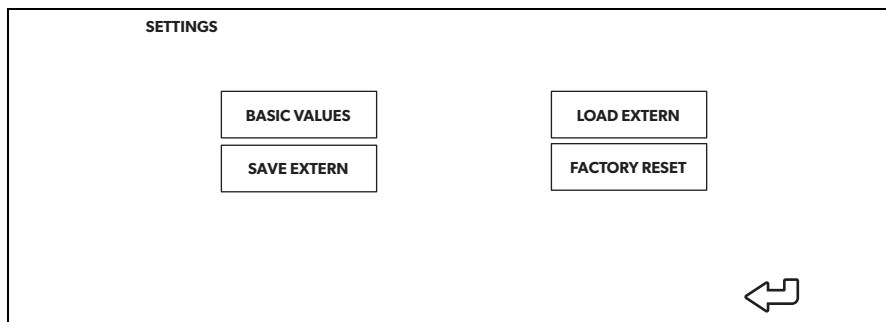 SETTINGS
BASIC VALUES
LOAD EXTERN
SAVE EXTERN
FACTORY RESET